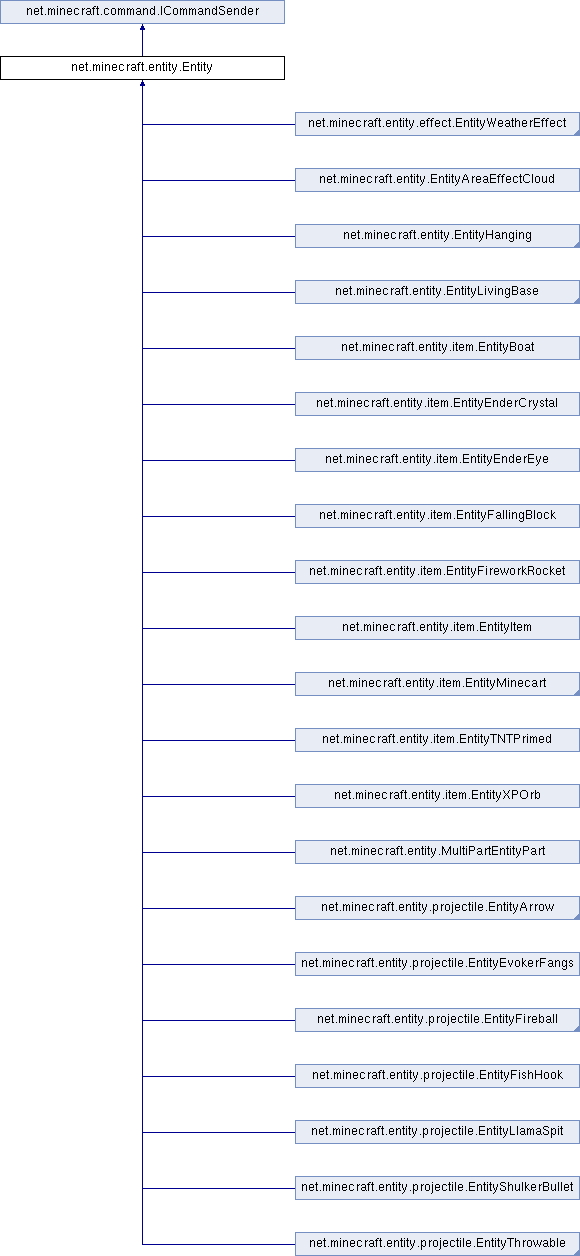 net.minecraft.command.ICommandSender
net.minecraft.entity.Entity
net.minecraft.entity.effect.EntityWeatherEffect
net.minecraft.entity.EntityAreaEffectCloud
net.minecraft.entity.EntityHanging
net.minecraft.entity.EntityLivingBase
net.minecraft.entity.item.EntityBoat
net.minecraft.entity.item.EntityEnderCrystal
net.minecraft.entity.item.EntityEnderEye
net.minecraft.entity.item.EntityFallingBlock
net.minecraft.entity.item.EntityFireworkRocket
net.minecraft.entity.item.EntityItem
net.minecraft.entity.item.EntityMinecart
net.minecraft.entity.item.EntityTNTPrimed
net.minecraft.entity.item.EntityXPOrb
net.minecraft.entity.MultiPartEntityPart
net.minecraft.entity.projectile.EntityArrow
net.minecraft.entity.projectile.EntityEvokerFangs
net.minecraft.entity.projectile.EntityFireball
net.minecraft.entity.projectile.EntityFishHook
net.minecraft.entity.projectile.EntityLlamaSpit
net.minecraft.entity.projectile.EntityShulkerBullet
net.minecraft.entity.projectile.EntityThrowable